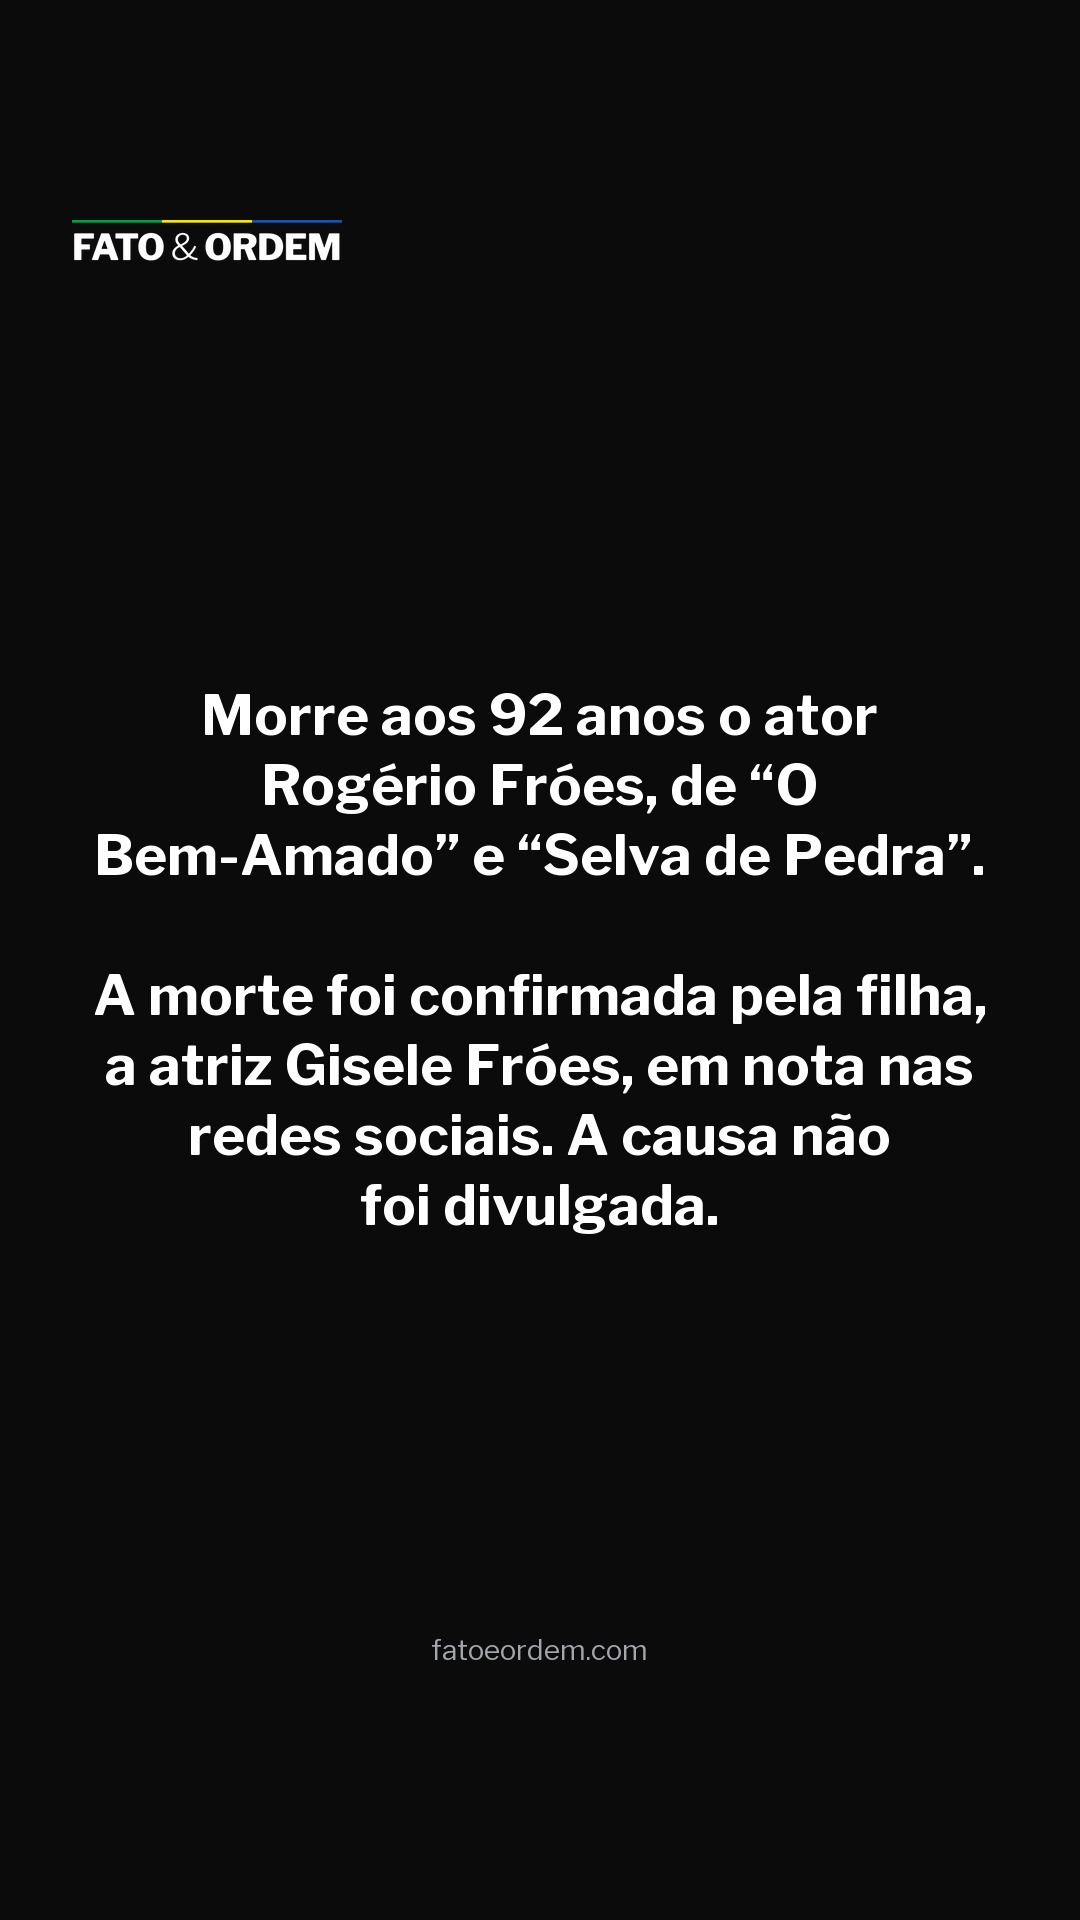 FATO & ORDEM
Morre aos 92 anos o ator
Rogério Fróes, de “O
Bem-Amado” e “Selva de Pedra”.
A morte foi confirmada pela filha,
a atriz Gisele Fróes, em nota nas
redes sociais. A causa não
foi divulgada.
fatoeordem.com